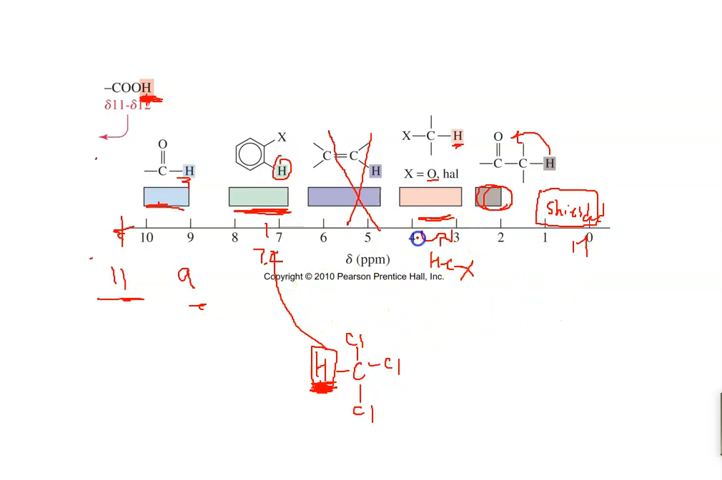 –COOH
δ11-δ12
O
–C–H
X
H
C=C
H
X–C–H
X = O, hal
O
–C–C–H
Shielded
10 9 8 7 6 5 4 3 2 1 0
7.2
δ (ppm)
H-C-X
H
Copyright © 2010 Pearson Prentice Hall, Inc.
11 9
Cl
H–C–Cl
Cl